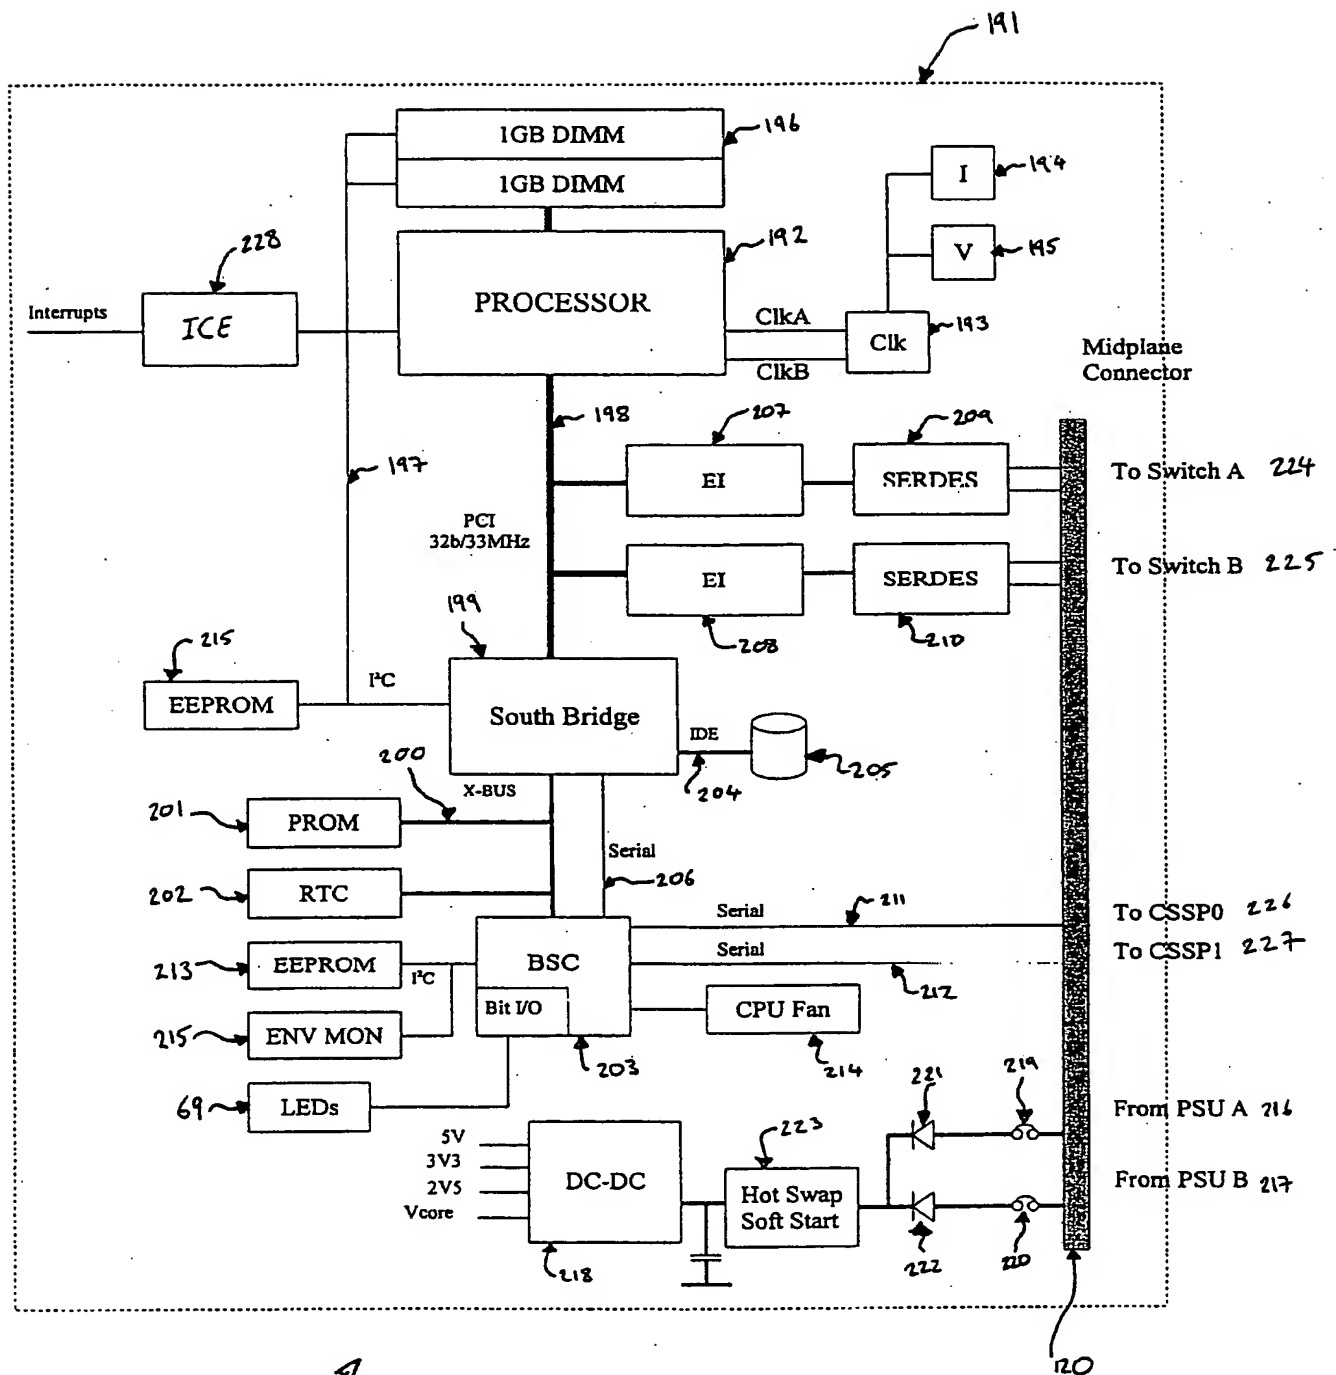 191
1GB DIMM
196
1GB DIMM
I
194
228
192
V
195
Interrupts
ICE
PROCESSOR
ClkA
Clk
193
ClkB
Midplane
Connector
198
207
209
197
EI
SERDES
To Switch A 224
PCI
32b/33MHz
EI
SERDES
To Switch B 225
199
208
210
215
EEPROM
I²C
South Bridge
IDE
200
204
205
X-BUS
201
PROM
Serial
202
RTC
206
Serial
211
To CSSP0 226
213
EEPROM
I²C
BSC
Serial
To CSSP1 227
212
Bit I/O
CPU Fan
215
ENV MON
203
214
221
219
69
LEDs
From PSU A 216
5V
223
3V3
DC-DC
2V5
Hot Swap
Soft Start
From PSU B 217
Vcore
218
222
220
120